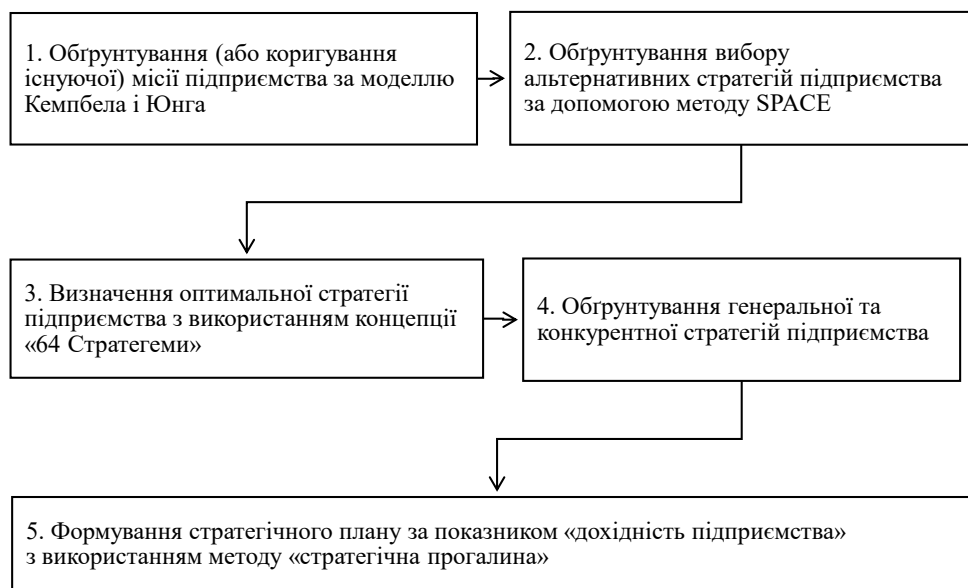 1. Обґрунтування (або коригування
існуючої) місії підприємства за моделлю
Кемпбела і Юнга
2. Обґрунтування вибору
альтернативних стратегій підприємства
за допомогою методу SPACE
3. Визначення оптимальної стратегії
підприємства з використанням концепції
«64 Стратегеми»
4. Обґрунтування генеральної та
конкурентної стратегій підприємства
5. Формування стратегічного плану за показником «дохідність підприємства»
з використанням методу «стратегічна прогалина»